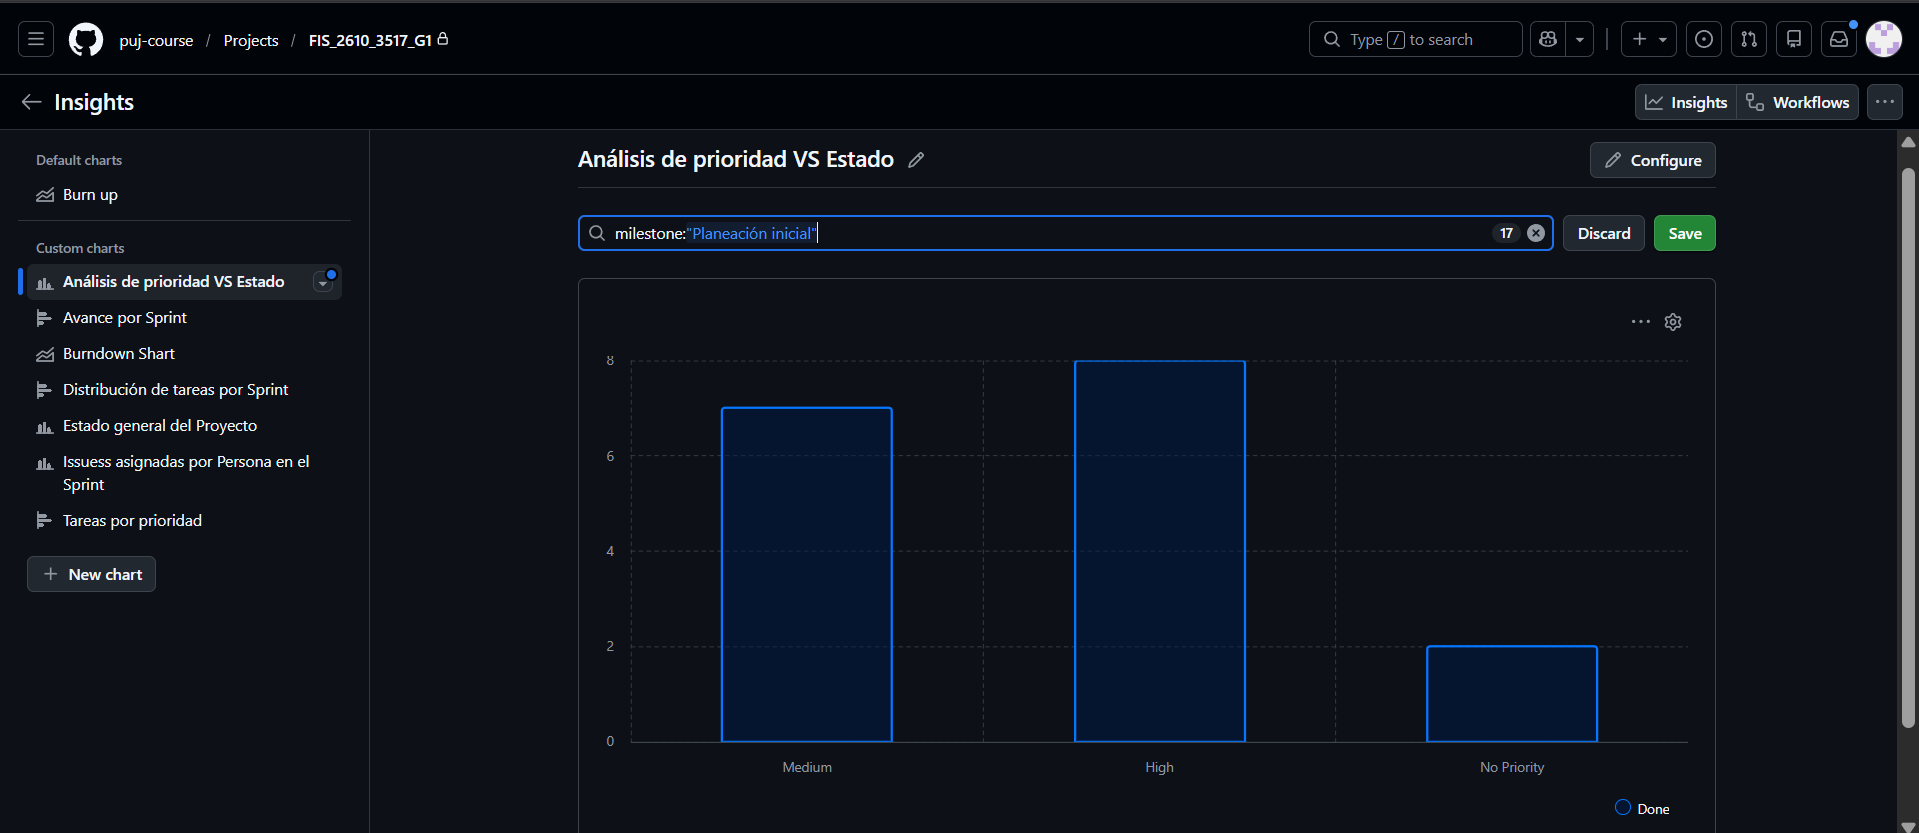 puj-course / Projects / FIS_2610_3517_G1
Type / to search
Insights
Insights
Workflows
Default charts
Burn up
Custom charts
Análisis de prioridad VS Estado
Avance por Sprint
Burndown Shart
Distribución de tareas por Sprint
Estado general del Proyecto
Issuess asignadas por Persona en el
Sprint
Tareas por prioridad
New chart
Análisis de prioridad VS Estado
Configure
milestone:"Planeación inicial"
17
Discard
Save
8
6
4
2
0
Medium
High
No Priority
Done